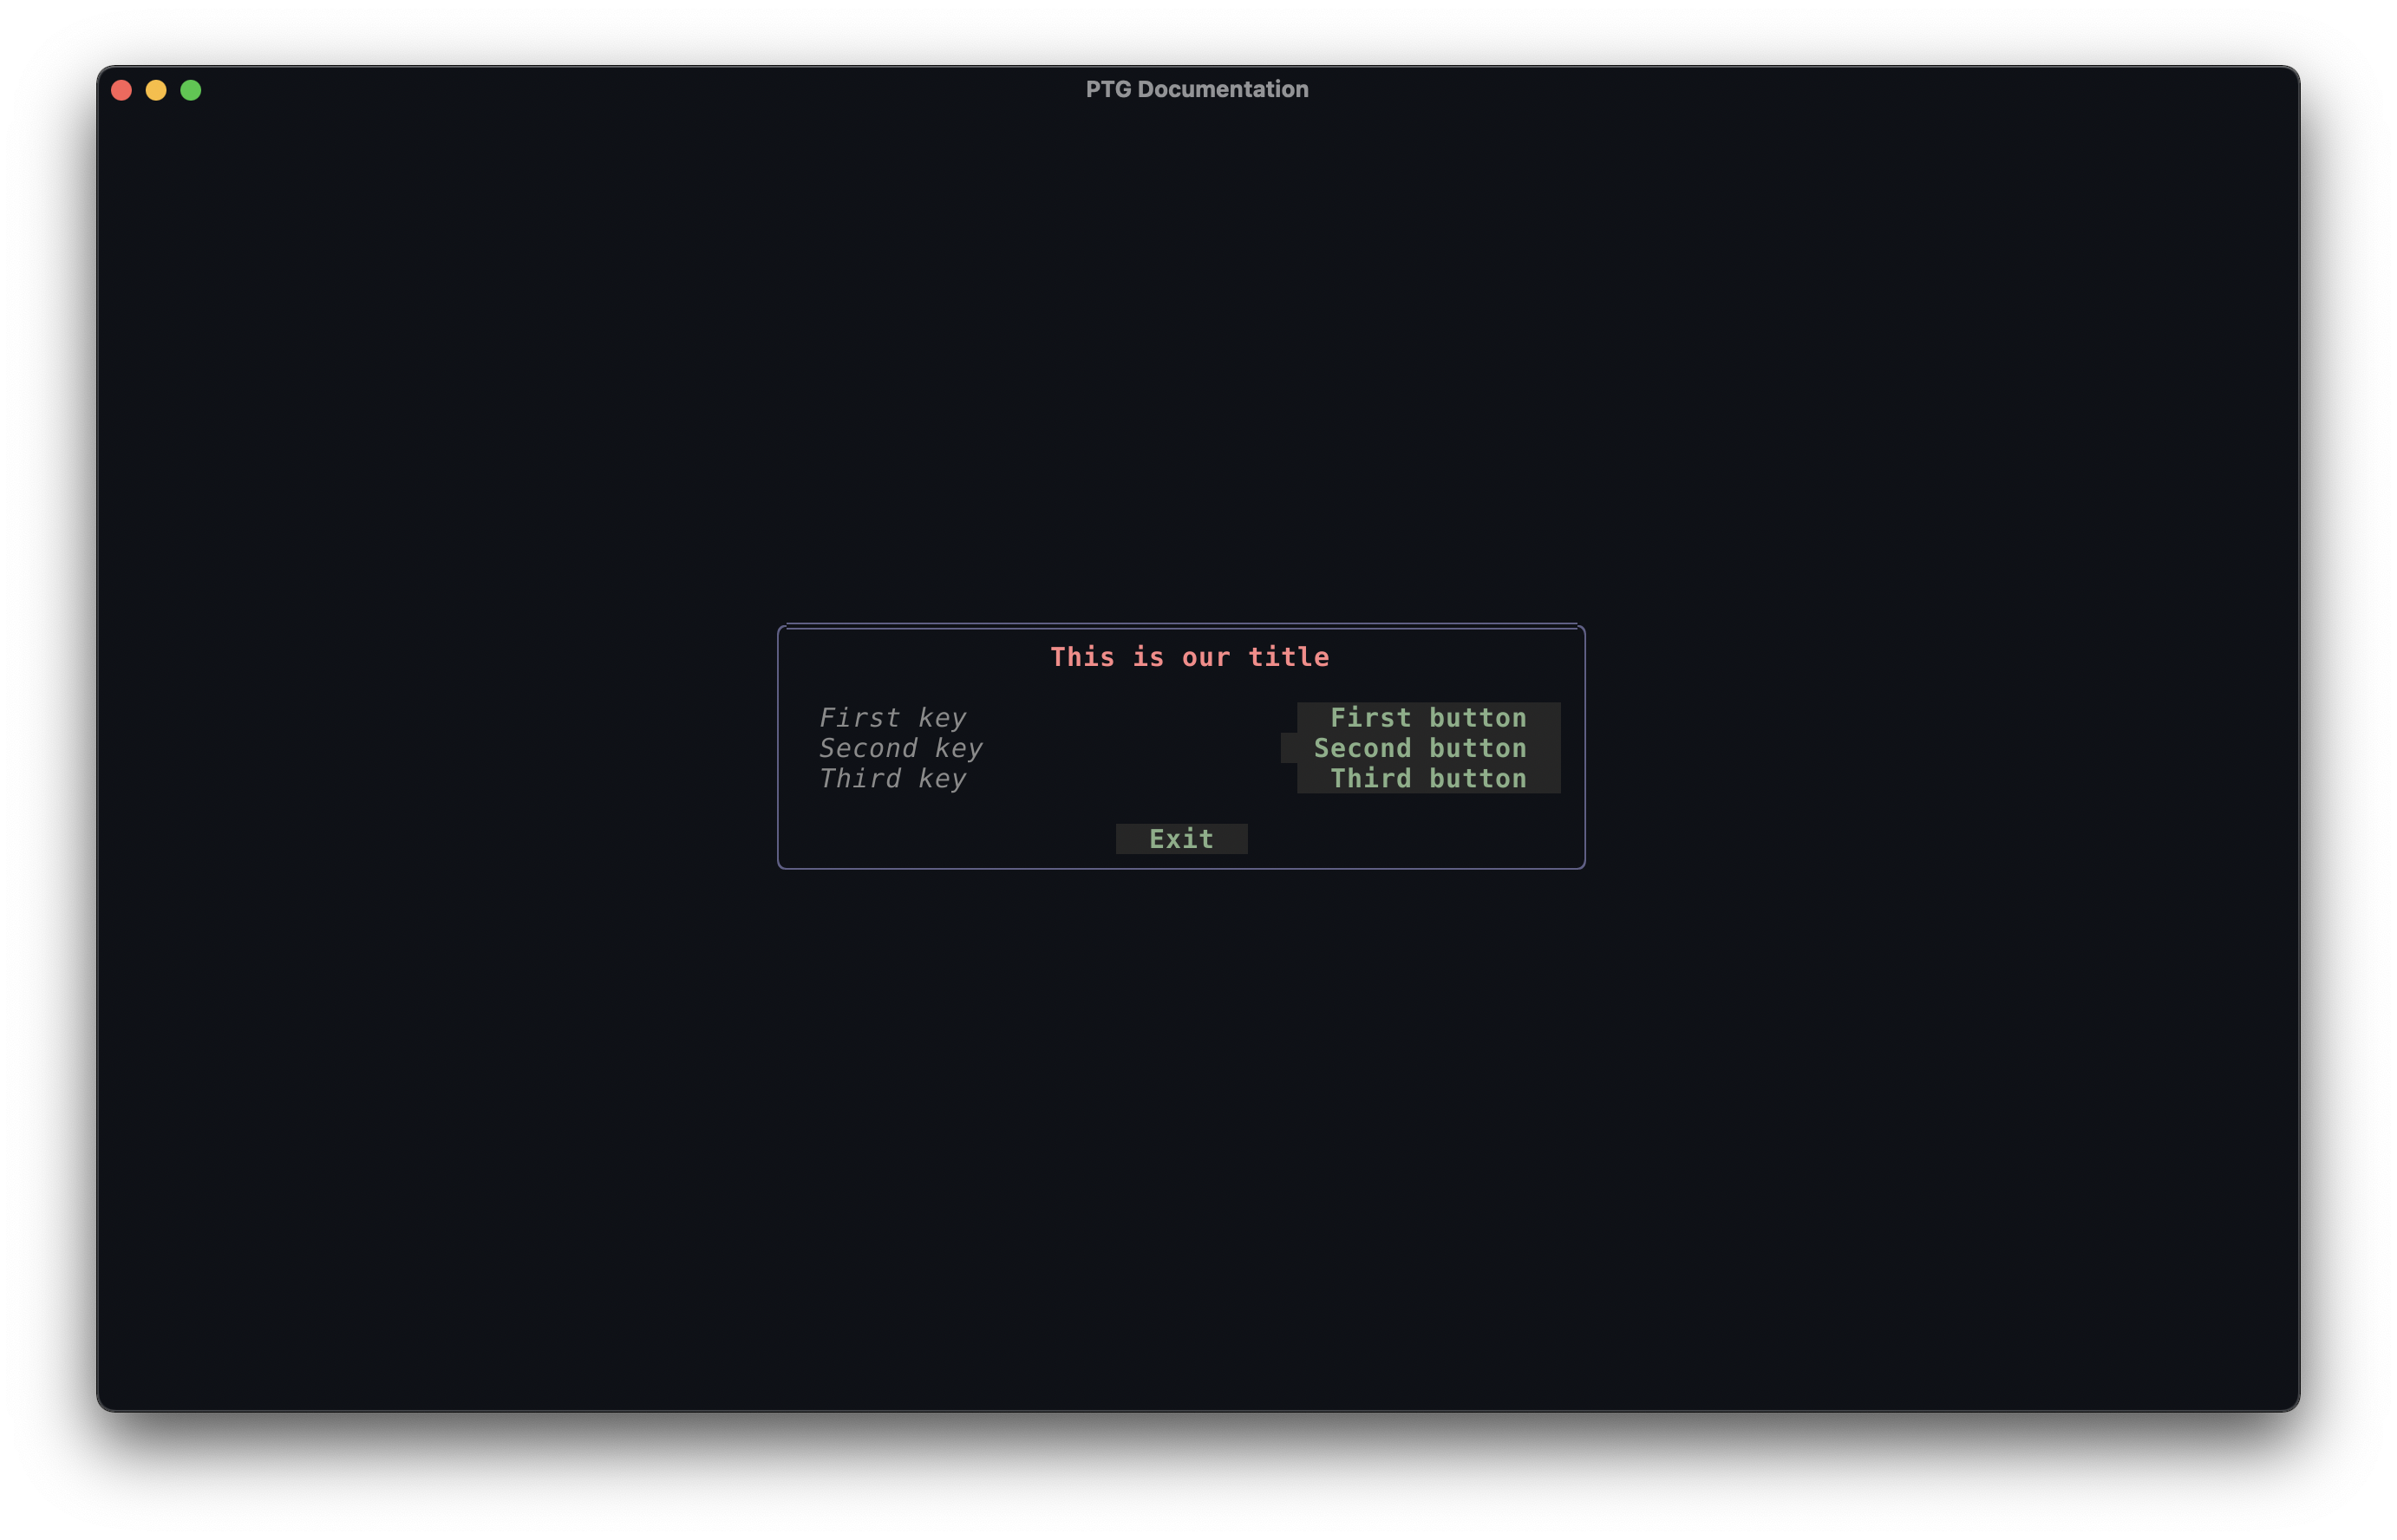 PTG Documentation
This is our title
First key First button
Second key Second button
Third key Third button
Exit